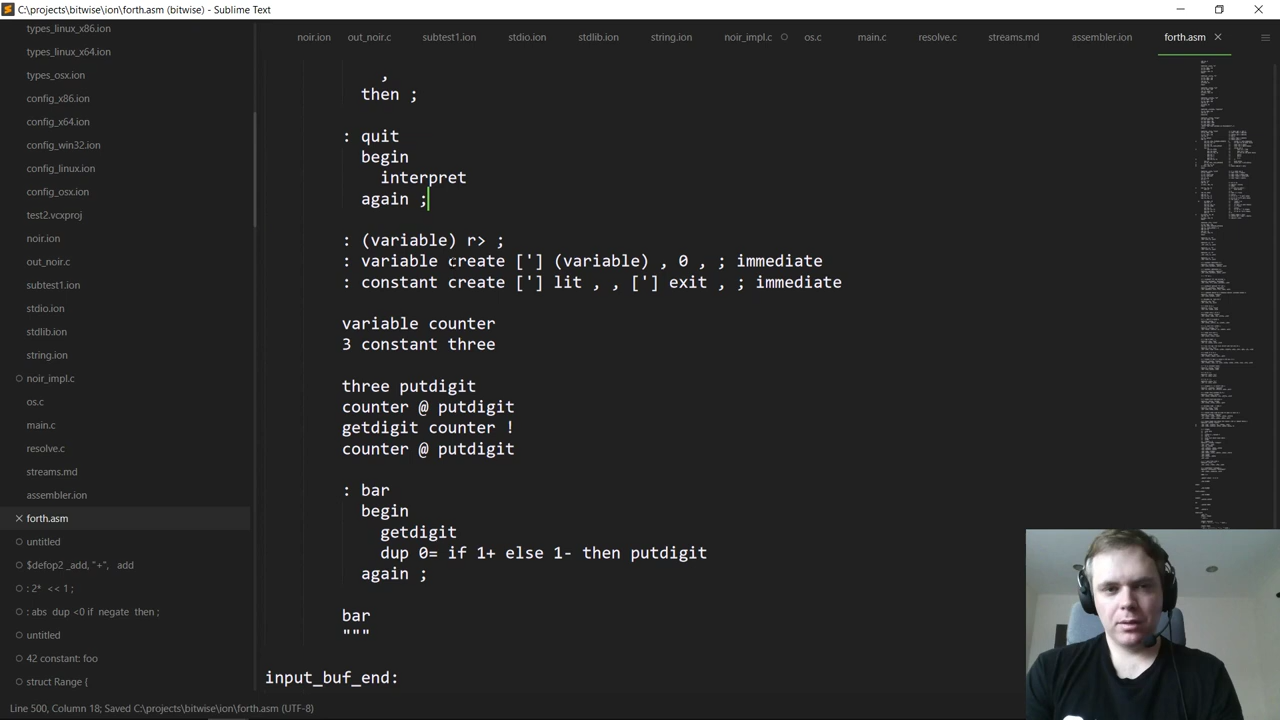 C:\projects\bitwise\ion\forth.asm (bitwise) - Sublime Text
types_linux_x86.ion
types_linux_x64.ion
types_osx.ion
config_x86.ion
config_x64.ion
config_win32.ion
config_linux.ion
config_osx.ion
test2.vcxproj
noir.ion
out_noir.c
subtest1.ion
stdio.ion
stdlib.ion
string.ion
noir_impl.c
os.c
main.c
resolve.c
streams.md
assembler.ion
forth.asm
untitled
$defop2 _add, "+", add
: 2* << 1 ;
: abs dup <0 if negate then ;
untitled
42 constant: foo
struct Range {
noir.ion out_noir.c subtest1.ion stdio.ion stdlib.ion string.ion noir_impl.c os.c main.c resolve.c streams.md assembler.ion forth.asm
,
then ;
: quit
begin
interpret
again ;
: (variable) r> ;
: variable create ['] (variable) , 0 , ; immediate
: constant create ['] lit , , ['] exit , ; immediate
variable counter
3 constant three
three putdigit
counter @ putdigit
getdigit counter !
counter @ putdigit
: bar
begin
getdigit
dup 0= if 1+ else 1- then putdigit
again ;
bar
"""
input_buf_end:
Line 500, Column 18; Saved C:\projects\bitwise\ion\forth.asm (UTF-8)